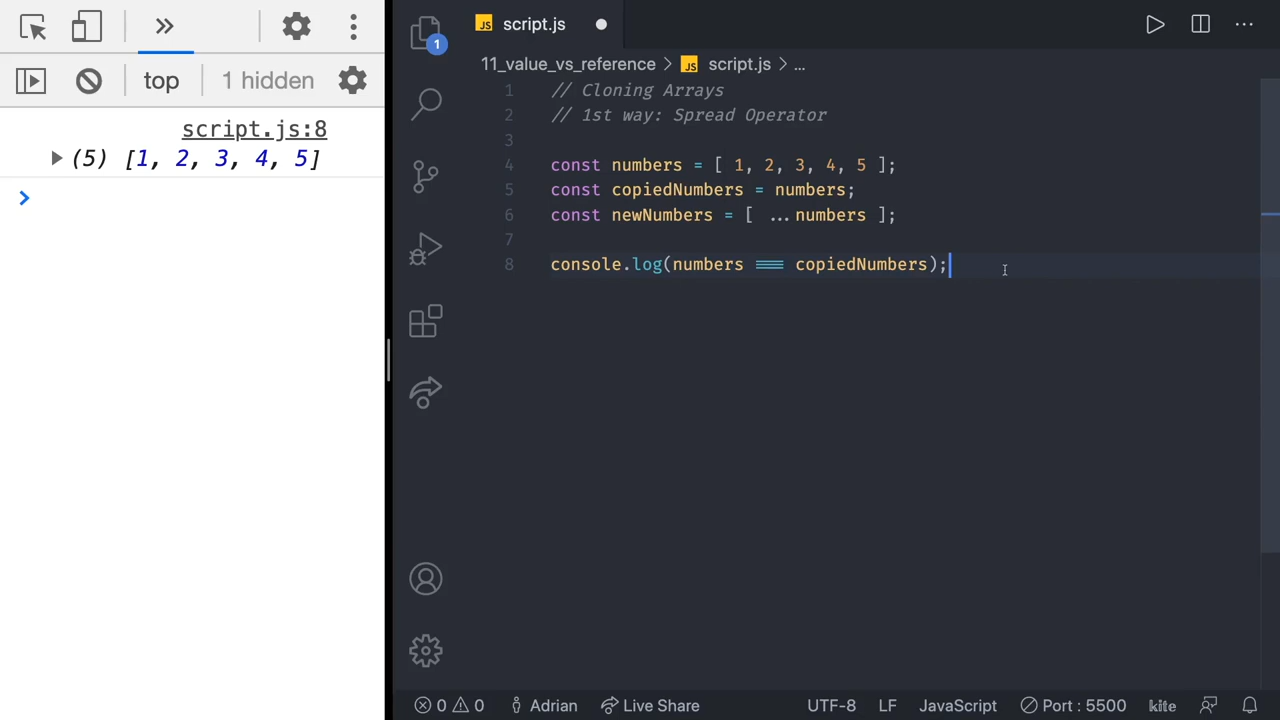 top
1 hidden
script.js:8
(5) [1, 2, 3, 4, 5]
1
JS script.js
11_value_vs_reference > JS script.js > ...
1 // Cloning Arrays
2 // 1st way: Spread Operator
3
4 const numbers = [ 1, 2, 3, 4, 5 ];
5 const copiedNumbers = numbers;
6 const newNumbers = [ ...numbers ];
7
8 console.log(numbers === copiedNumbers);
0 0 Adrian Live Share UTF-8 LF JavaScript Port : 5500 kite